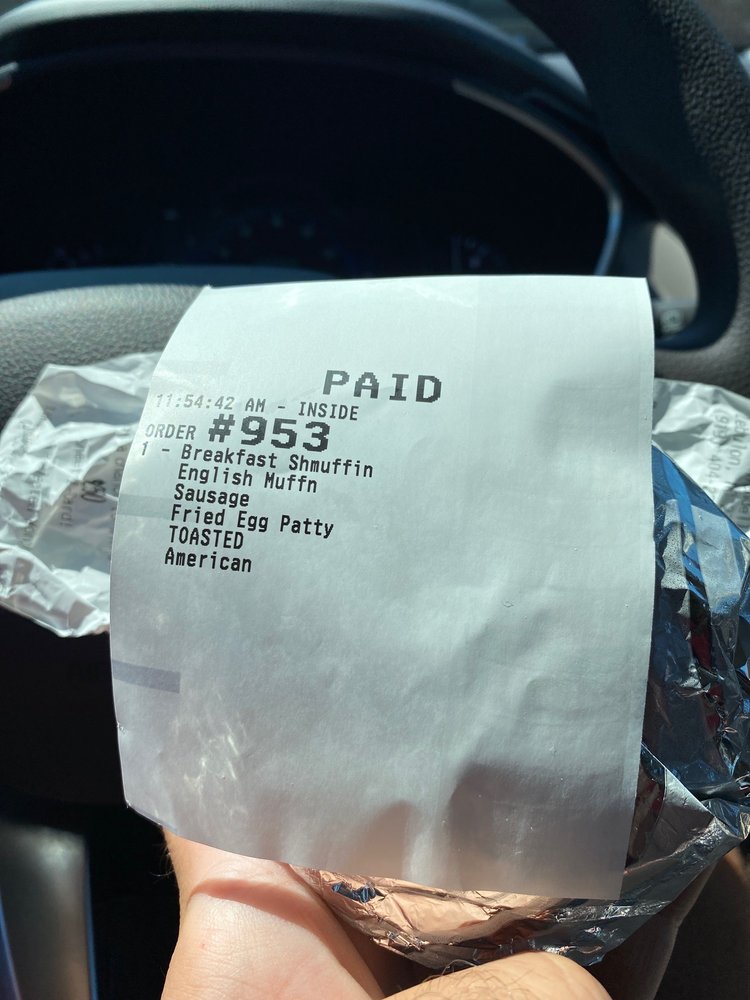 PAID
11:54:42 AM - INSIDE
ORDER #953
1 - Breakfast Shmuffin
English Muffn
Sausage
Fried Egg Patty
TOASTED
American